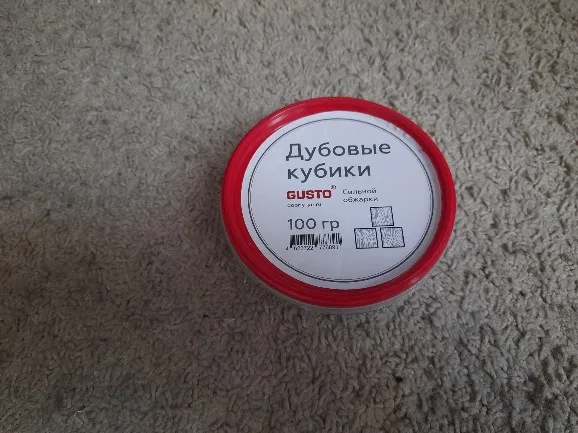 Дубовые
кубики
GUSTO®
Сильной
обжарки
100 гр